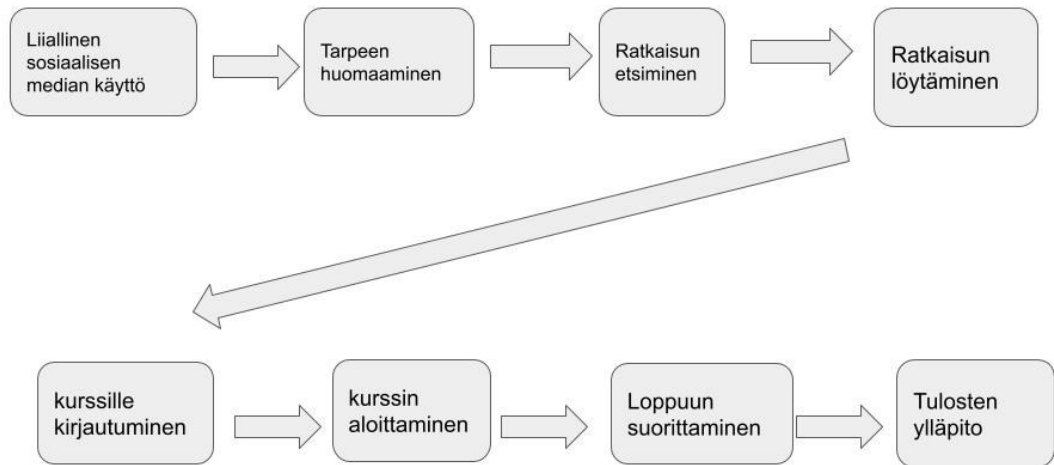 Liiallinen
sosiaalisen
median käyttö
Tarpeen
huomaaminen
Ratkaisun
etsiminen
Ratkaisun
löytäminen
kurssille
kirjautuminen
kurssin
aloittaminen
Loppuun
suorittaminen
Tulosten
ylläpito